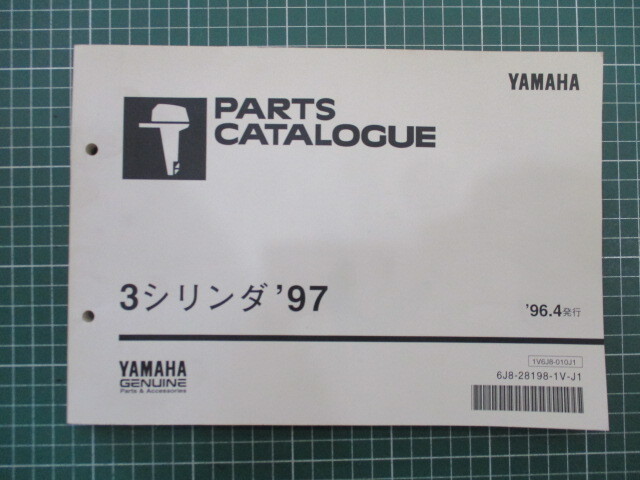 YAMAHA
PARTS
CATALOGUE
3シリンダ '97
'96.4発行
YAMAHA
GENUINE
Parts & Accessories
1V6J8-010J1
6J8-28198-1V-J1